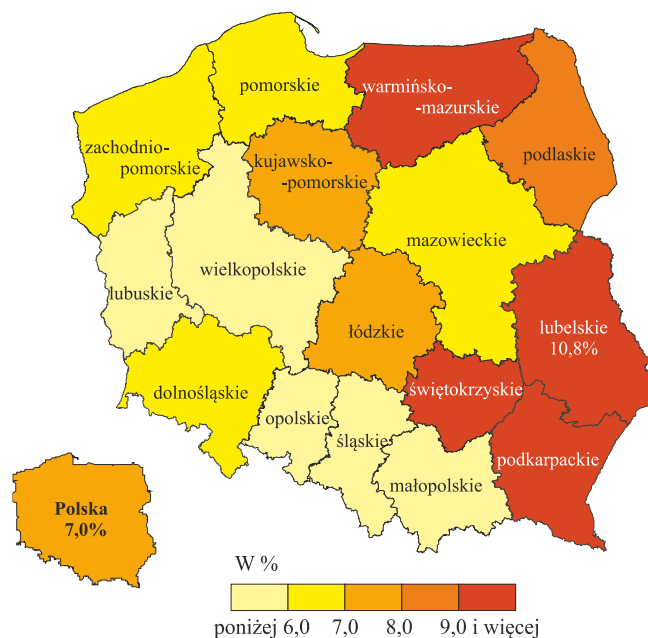 pomorskie
warmińsko-
-mazurskie
zachodnio-
pomorskie
kujawsko-
-pomorskie
podlaskie
mazowieckie
wielkopolskie
lubuskie
łódzkie
lubelskie
10,8%
dolnośląskie
świętokrzyskie
opolskie
śląskie
podkarpackie
małopolskie
Polska
7,0%
W %
poniżej 6,0 7,0 8,0 9,0 i więcej